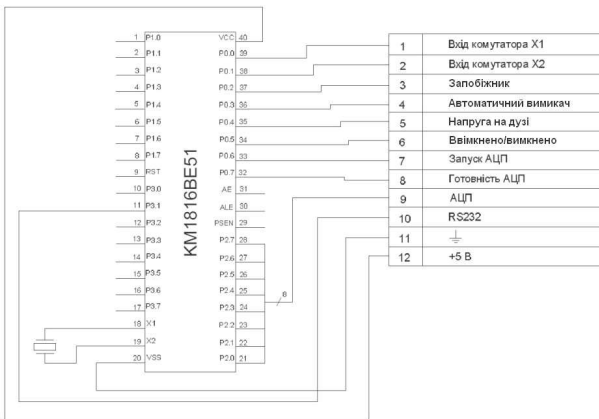 1 P1.0 VCC 40
2 P1.1 P0.0 39
3 P1.2 P0.1 38
4 P1.3 P0.2 37
5 P1.4 P0.3 36
6 P1.5 P0.4 35
7 P1.6 P0.5 34
8 P1.7 P0.6 33
9 RST P0.7 32
10 P3.0 AE 31
11 P3.1 ALE 30
12 P3.2 PSEN 29
13 P3.3 P2.7 28
14 P3.4 P2.6 27
15 P3.5 P2.5 26
16 P3.6 P2.4 25
17 P3.7 P2.3 24
18 X1 P2.2 23
19 X2 P2.1 22
20 VSS P2.0 21
KM1816BE51
8
1 Вхід комутатора X1
2 Вхід комутатора X2
3 Запобіжник
4 Автоматичний вимикач
5 Напруга на дузі
6 Ввімкнено/вимкнено
7 Запуск АЦП
8 Готовність АЦП
9 АЦП
10 RS232
11
12 +5 В